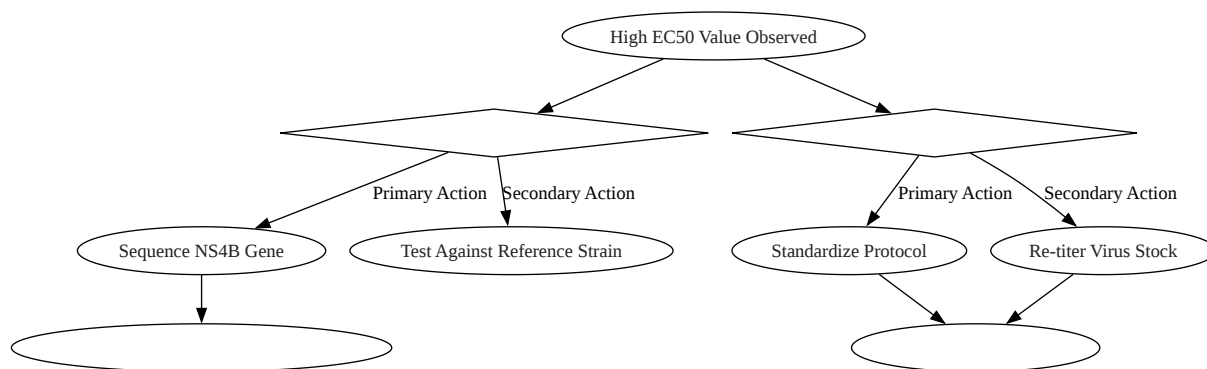 High EC50 Value Observed
Primary Action
Secondary Action
Primary Action
Secondary Action
Sequence NS4B Gene
Test Against Reference Strain
Standardize Protocol
Re-titer Virus Stock